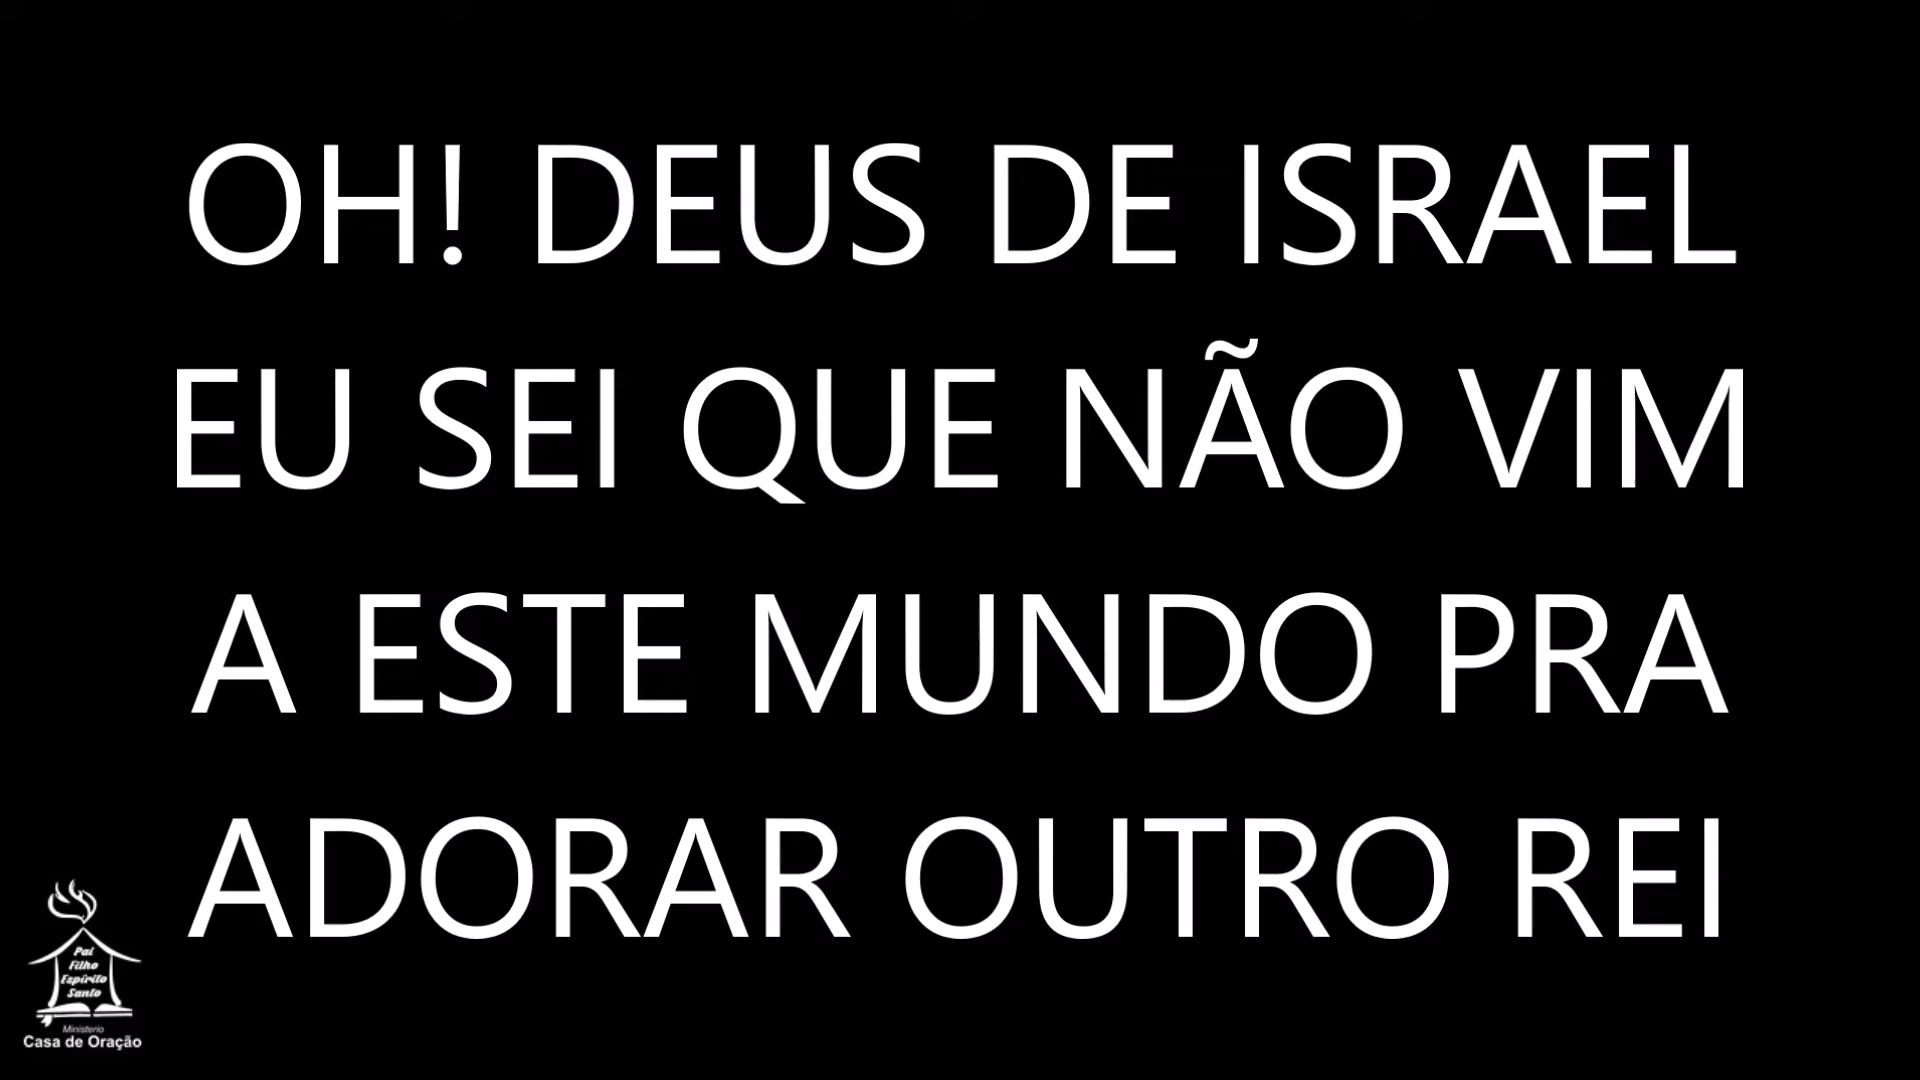 OH! DEUS DE ISRAEL
EU SEI QUE NÃO VIM
A ESTE MUNDO PRA
ADORAR OUTRO REI
Pai
Filho
Espírito
Santo
Ministerio
Casa de Oração